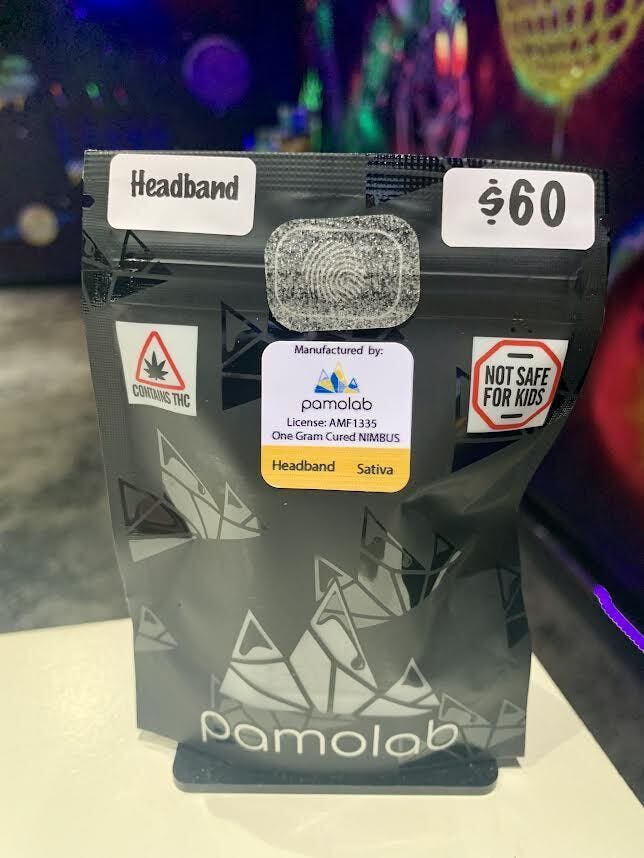 Headband
$60
CONTAINS THC
Manufactured by:
pamolab
License: AMF1335
One Gram Cured NIMBUS
Headband Sativa
NOT SAFE
FOR KIDS
pamolab